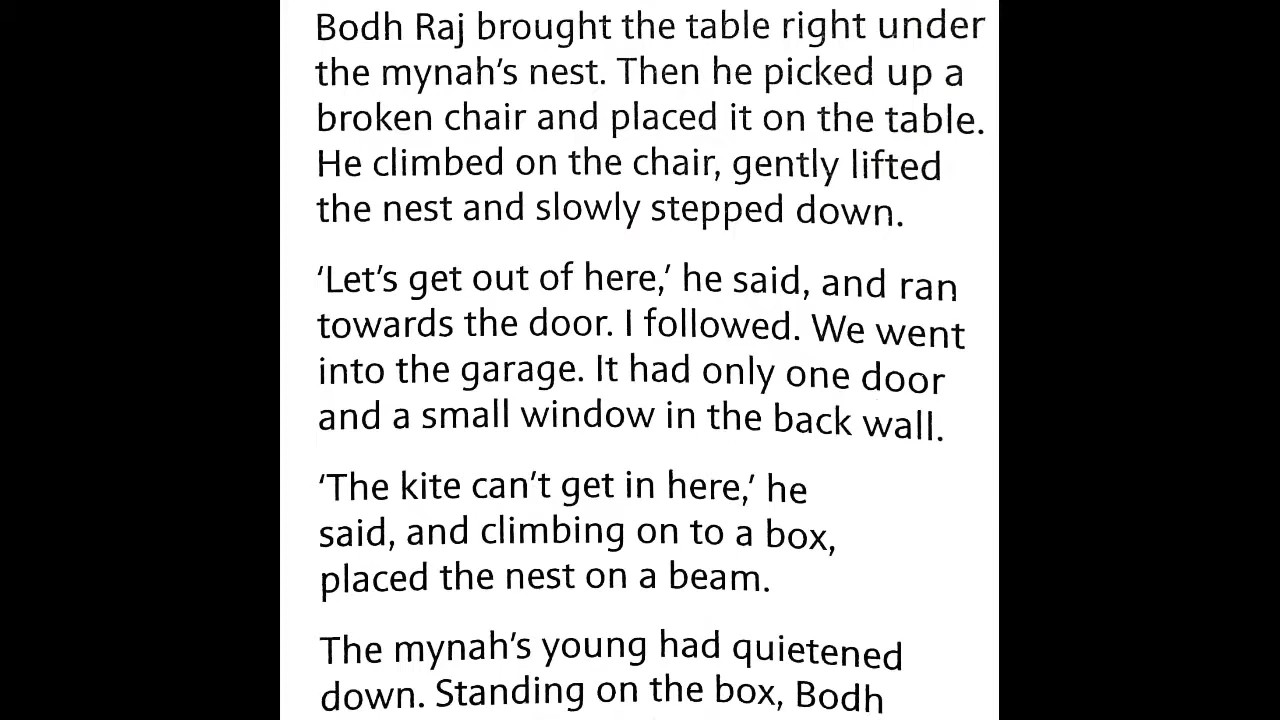 Bodh Raj brought the table right under
the mynah's nest. Then he picked up a
broken chair and placed it on the table.
He climbed on the chair, gently lifted
the nest and slowly stepped down.
‘Let's get out of here,’ he said, and ran
towards the door. I followed. We went
into the garage. It had only one door
and a small window in the back wall.
‘The kite can't get in here,’ he
said, and climbing on to a box,
placed the nest on a beam.
The mynah's young had quietened
down. Standing on the box, Bodh